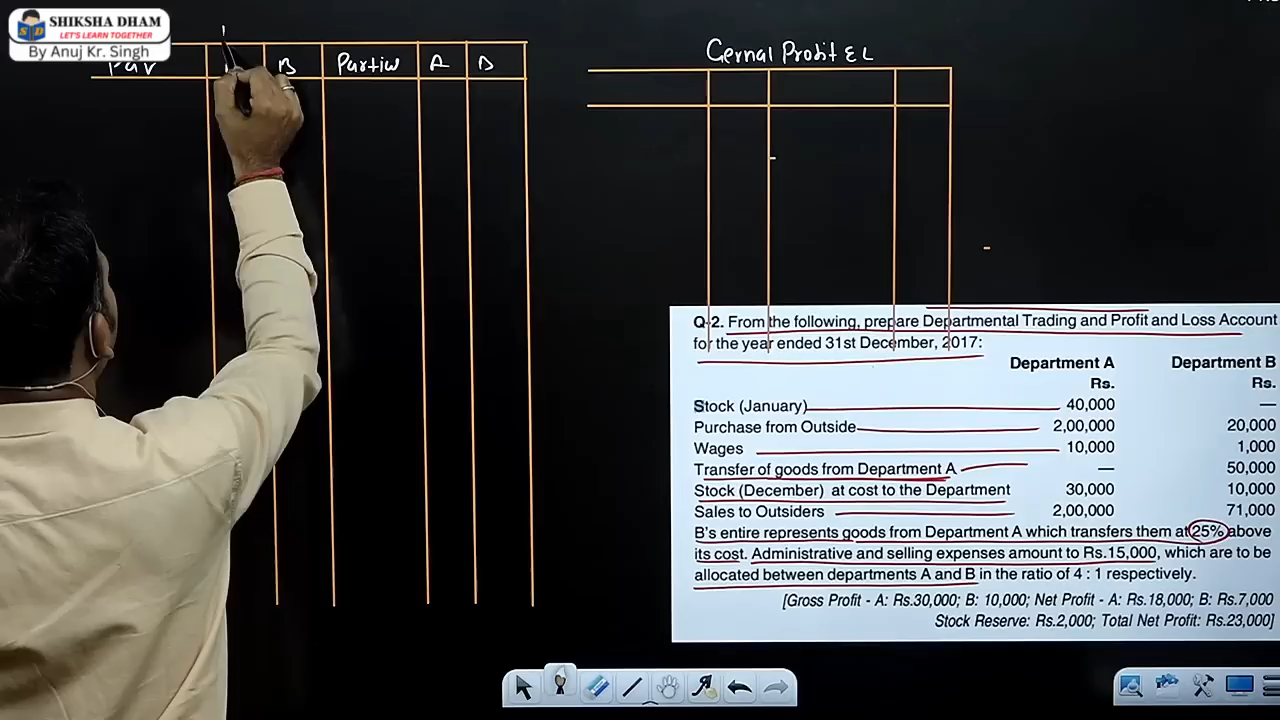 SHIKSHA DHAM
LET'S LEARN TOGETHER
By Anuj Kr. Singh
Par B A B
Gernal Profit EL
Q-2. From the following, prepare Departmental Trading and Profit and Loss Account
for the year ended 31st December, 2017:
Department A Department B
Rs. Rs.
Stock (January) 40,000 —
Purchase from Outside 2,00,000 20,000
Wages 10,000 1,000
Transfer of goods from Department A — 50,000
Stock (December) at cost to the Department 30,000 10,000
Sales to Outsiders 2,00,000 71,000
B's entire represents goods from Department A which transfers them at 25% above
its cost. Administrative and selling expenses amount to Rs.15,000, which are to be
allocated between departments A and B in the ratio of 4 : 1 respectively.
[Gross Profit - A: Rs.30,000; B: 10,000; Net Profit - A: Rs.18,000; B: Rs.7,000
Stock Reserve: Rs.2,000; Total Net Profit: Rs.23,000]